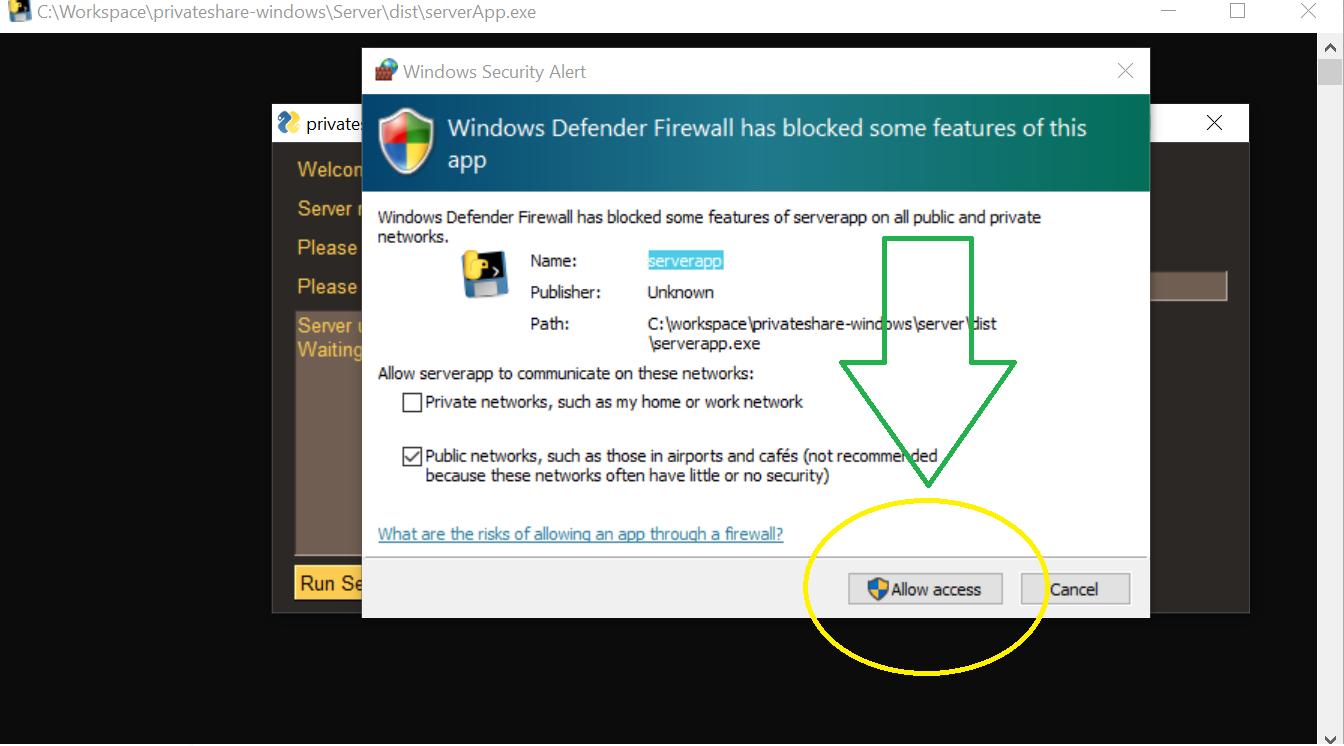 C:\Workspace\privateshare-windows\Server\dist\serverApp.exe
Windows Security Alert
Windows Defender Firewall has blocked some features of this
app
Windows Defender Firewall has blocked some features of serverapp on all public and private
networks.
Name: serverapp
Publisher: Unknown
Path: C:\workspace\privateshare-windows\server\dist
\serverapp.exe
Allow serverapp to communicate on these networks:
Private networks, such as my home or work network
Public networks, such as those in airports and cafés (not recommended
because these networks often have little or no security)
What are the risks of allowing an app through a firewall?
Allow access
Cancel
Server
Please
Please
Server
Waiting
Run